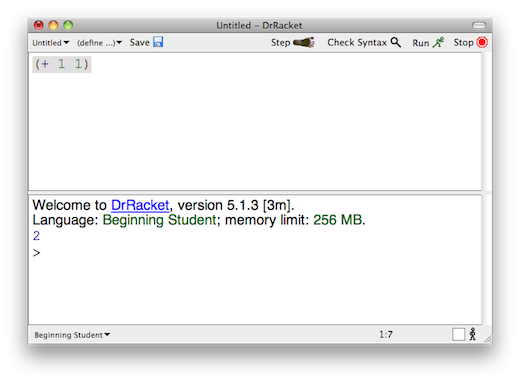 Untitled – DrRacket
Untitled (define ...) Save Step Check Syntax Run Stop
(+ 1 1)
Welcome to DrRacket, version 5.1.3 [3m].
Language: Beginning Student; memory limit: 256 MB.
2
>
Beginning Student 1:7